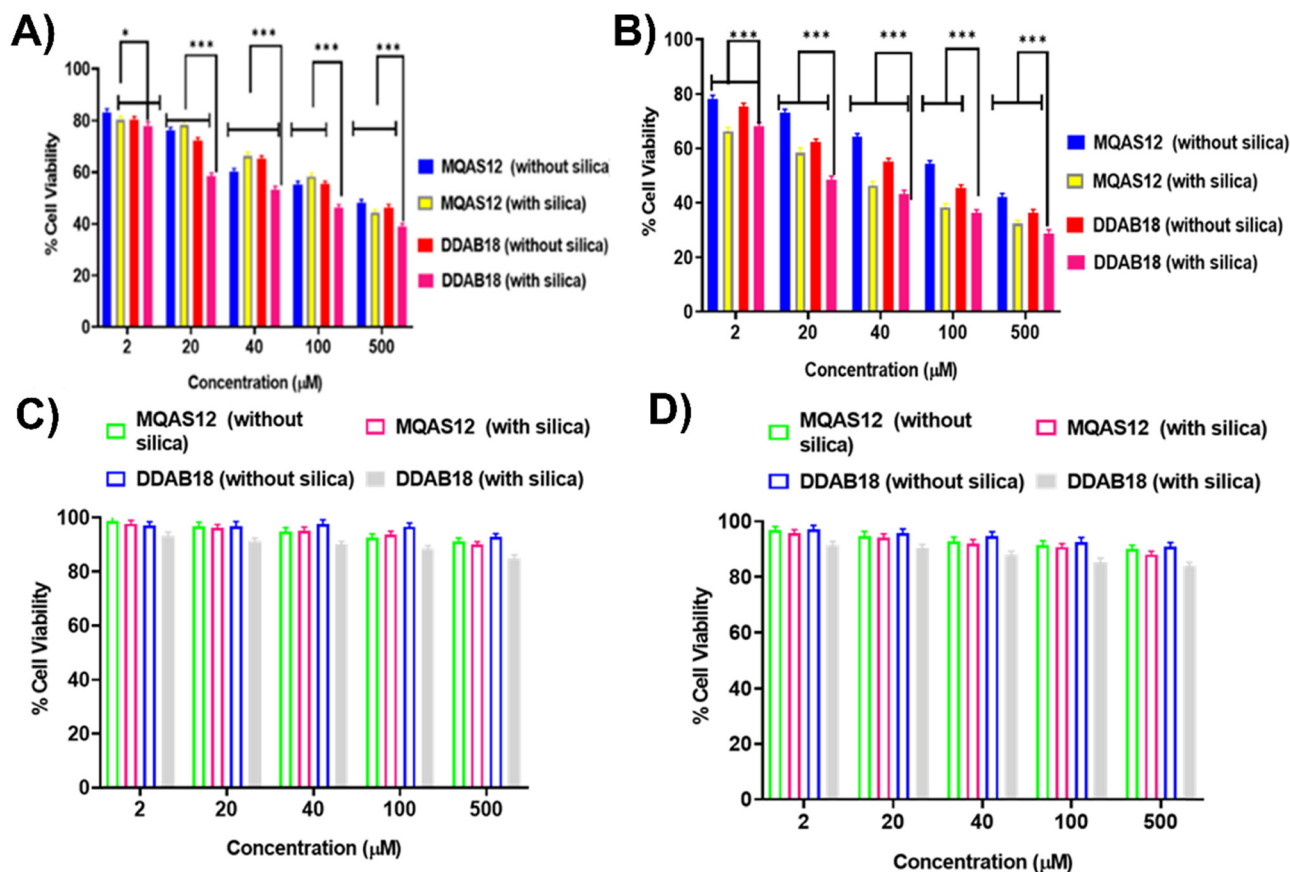 A)
* *** *** *** ***
100
80
60
40
20
0
% Cell Viability
2 20 40 100 500
Concentration (µM)
MQAS12 (without silica)
MQAS12 (with silica)
DDAB18 (without silica)
DDAB18 (with silica)
B)
*** *** *** *** ***
100
80
60
40
20
0
% Cell Viability
2 20 40 100 500
Concentration (µM)
MQAS12 (without silica)
MQAS12 (with silica)
DDAB18 (without silica)
DDAB18 (with silica)
C)
MQAS12 (without
silica)
MQAS12 (with silica)
DDAB18 (without silica)
DDAB18 (with silica)
100
80
60
40
20
0
% Cell Viability
2 20 40 100 500
Concentration (µM)
D)
MQAS12 (without
silica)
MQAS12 (with silica)
DDAB18 (without silica)
DDAB18 (with silica)
100
80
60
40
20
0
% Cell Viability
2 20 40 100 500
Concentration (µM)